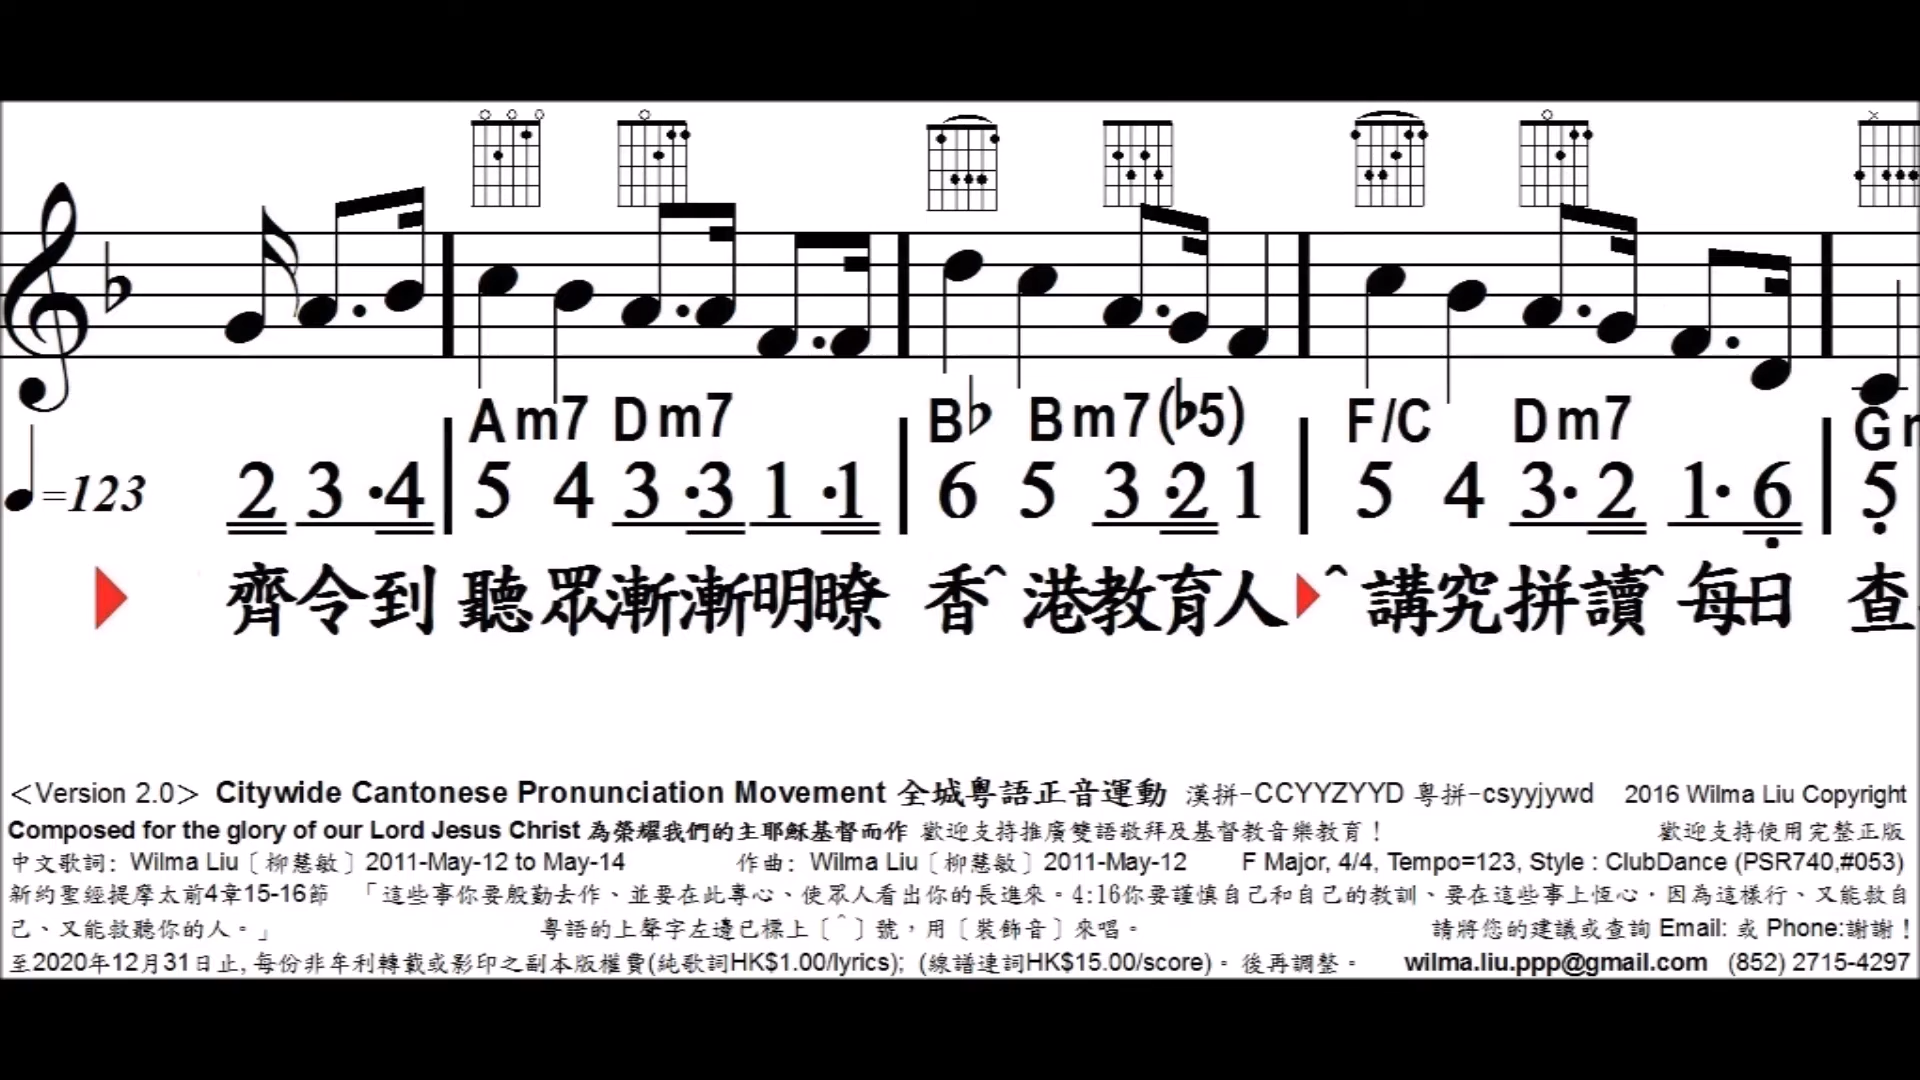 Am7 Dm7 B♭ Bm7(♭5) F/C Dm7 G
♩=123 2 3 ·4 | 5 4 3 ·3 1 ·1 | 6 5 3 ·2 1 | 5 4 3· 2 1· 6 | 5
齊令到 聽眾漸漸明瞭 香^港教育人 ^講究拼讀^每日 查
<Version 2.0> Citywide Cantonese Pronunciation Movement 全城粵語正音運動 漢拼-CCYYZYYD 粵拼-csyyjywd 2016 Wilma Liu Copyright
Composed for the glory of our Lord Jesus Christ 為榮耀我們的主耶穌基督而作 歡迎支持推廣雙語敬拜及基督教音樂教育！ 歡迎支持使用完整正版
中文歌詞: Wilma Liu〔柳慧敏〕2011-May-12 to May-14 作曲: Wilma Liu〔柳慧敏〕2011-May-12 F Major, 4/4, Tempo=123, Style : ClubDance (PSR740,#053)
新約聖經提摩太前4章15-16節 「這些事你要殷勤去作、並要在此專心、使眾人看出你的長進來。4:16你要謹慎自己和自己的教訓、要在這些事上恆心，因為這樣行、又能救自
己、又能救聽你的人。」 粵語的上聲字左邊已標上〔^〕號，用〔裝飾音〕來唱。 請將您的建議或查詢 Email: 或 Phone:謝謝！
至2020年12月31日止, 每份非牟利轉載或影印之副本版權費(純歌詞HK$1.00/lyrics); (線譜連詞HK$15.00/score)。後再調整。 wilma.liu.ppp@gmail.com (852) 2715-4297